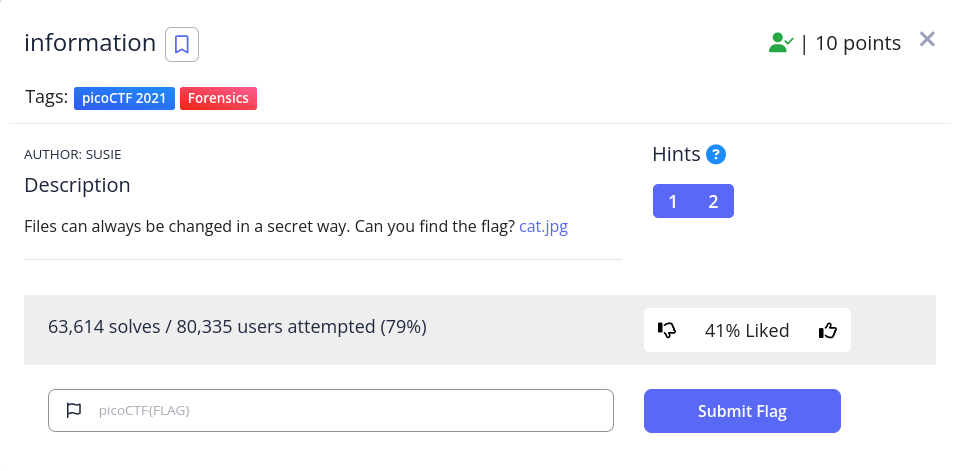 information
| 10 points
Tags: picoCTF 2021 Forensics
AUTHOR: SUSIE
Description
Files can always be changed in a secret way. Can you find the flag? cat.jpg
Hints ?
1 2
63,614 solves / 80,335 users attempted (79%)
41% Liked
picoCTF{FLAG}
Submit Flag